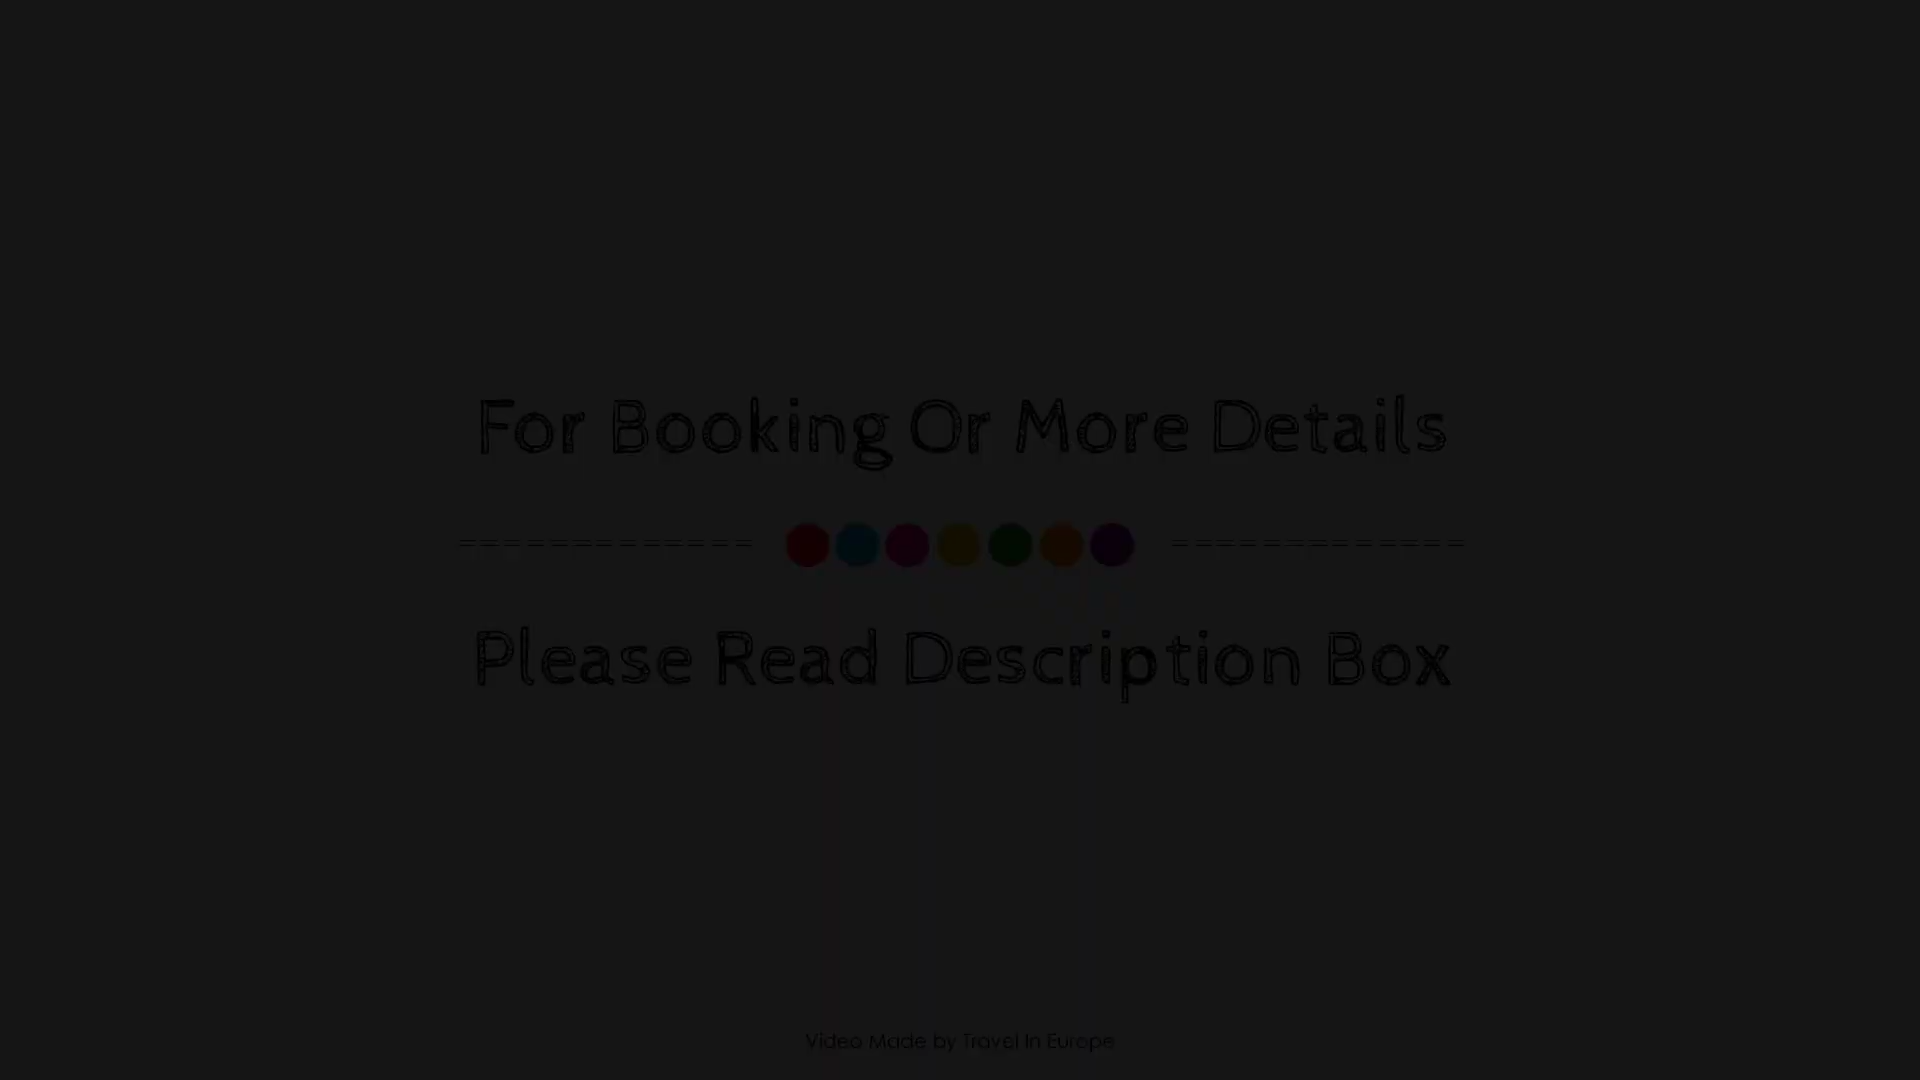 For Booking Or More Details
============= =============
Please Read Description Box
Video Made by Travel In Europe